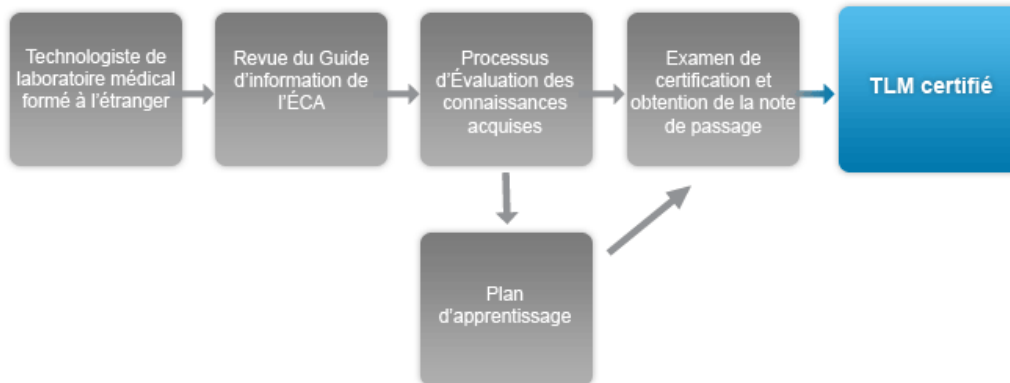 Technologiste de
laboratoire médical
formé à l'étranger
Revue du Guide
d'information de
l'ÉCA
Processus
d'Évaluation des
connaissances
acquises
Examen de
certification et
obtention de la note
de passage
TLM certifié
Plan
d'apprentissage